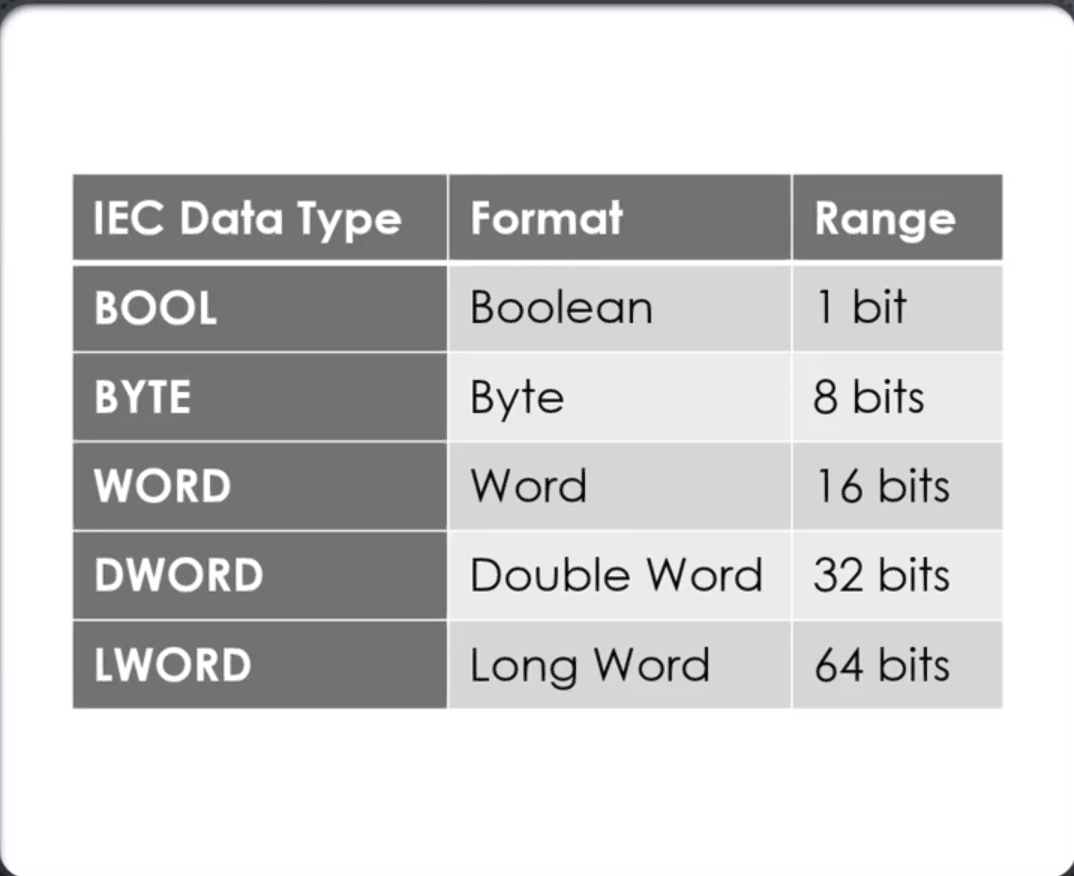 IEC Data Type Format Range
BOOL Boolean 1 bit
BYTE Byte 8 bits
WORD Word 16 bits
DWORD Double Word 32 bits
LWORD Long Word 64 bits